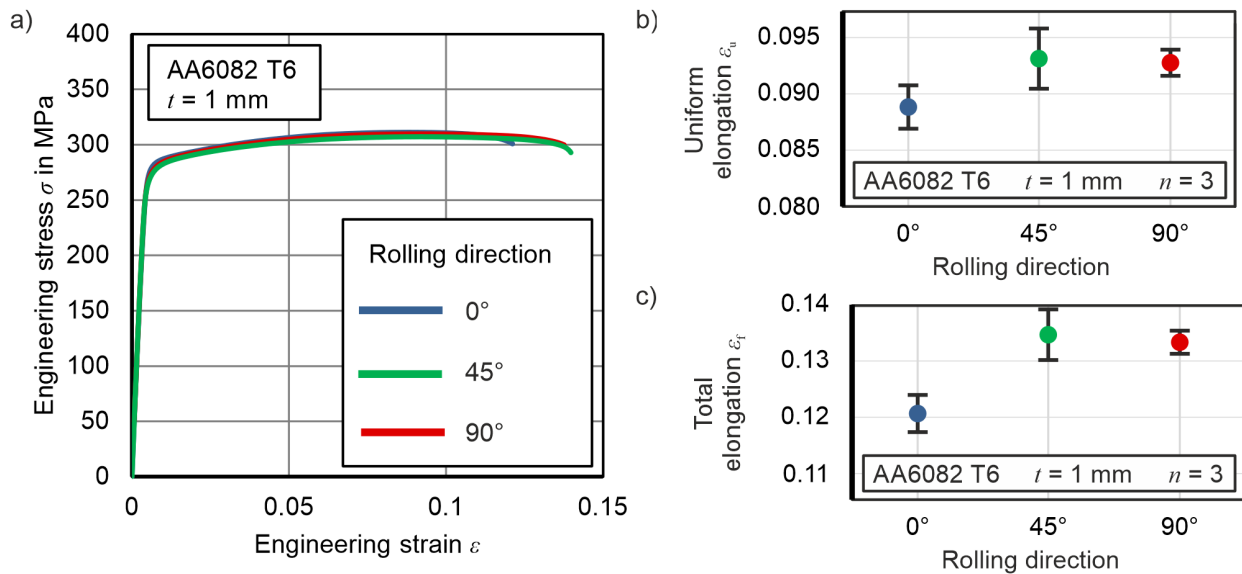 a)
Engineering stress σ in MPa
400
350
300
250
200
150
100
50
0
AA6082 T6
t = 1 mm
Rolling direction
0°
45°
90°
0
0.05
0.1
0.15
Engineering strain ε
b)
Uniform
elongation εu
0.095
0.090
0.085
0.080
AA6082 T6 t = 1 mm n = 3
0° 45° 90°
Rolling direction
c)
Total
elongation εf
0.14
0.13
0.12
0.11
AA6082 T6 t = 1 mm n = 3
0° 45° 90°
Rolling direction